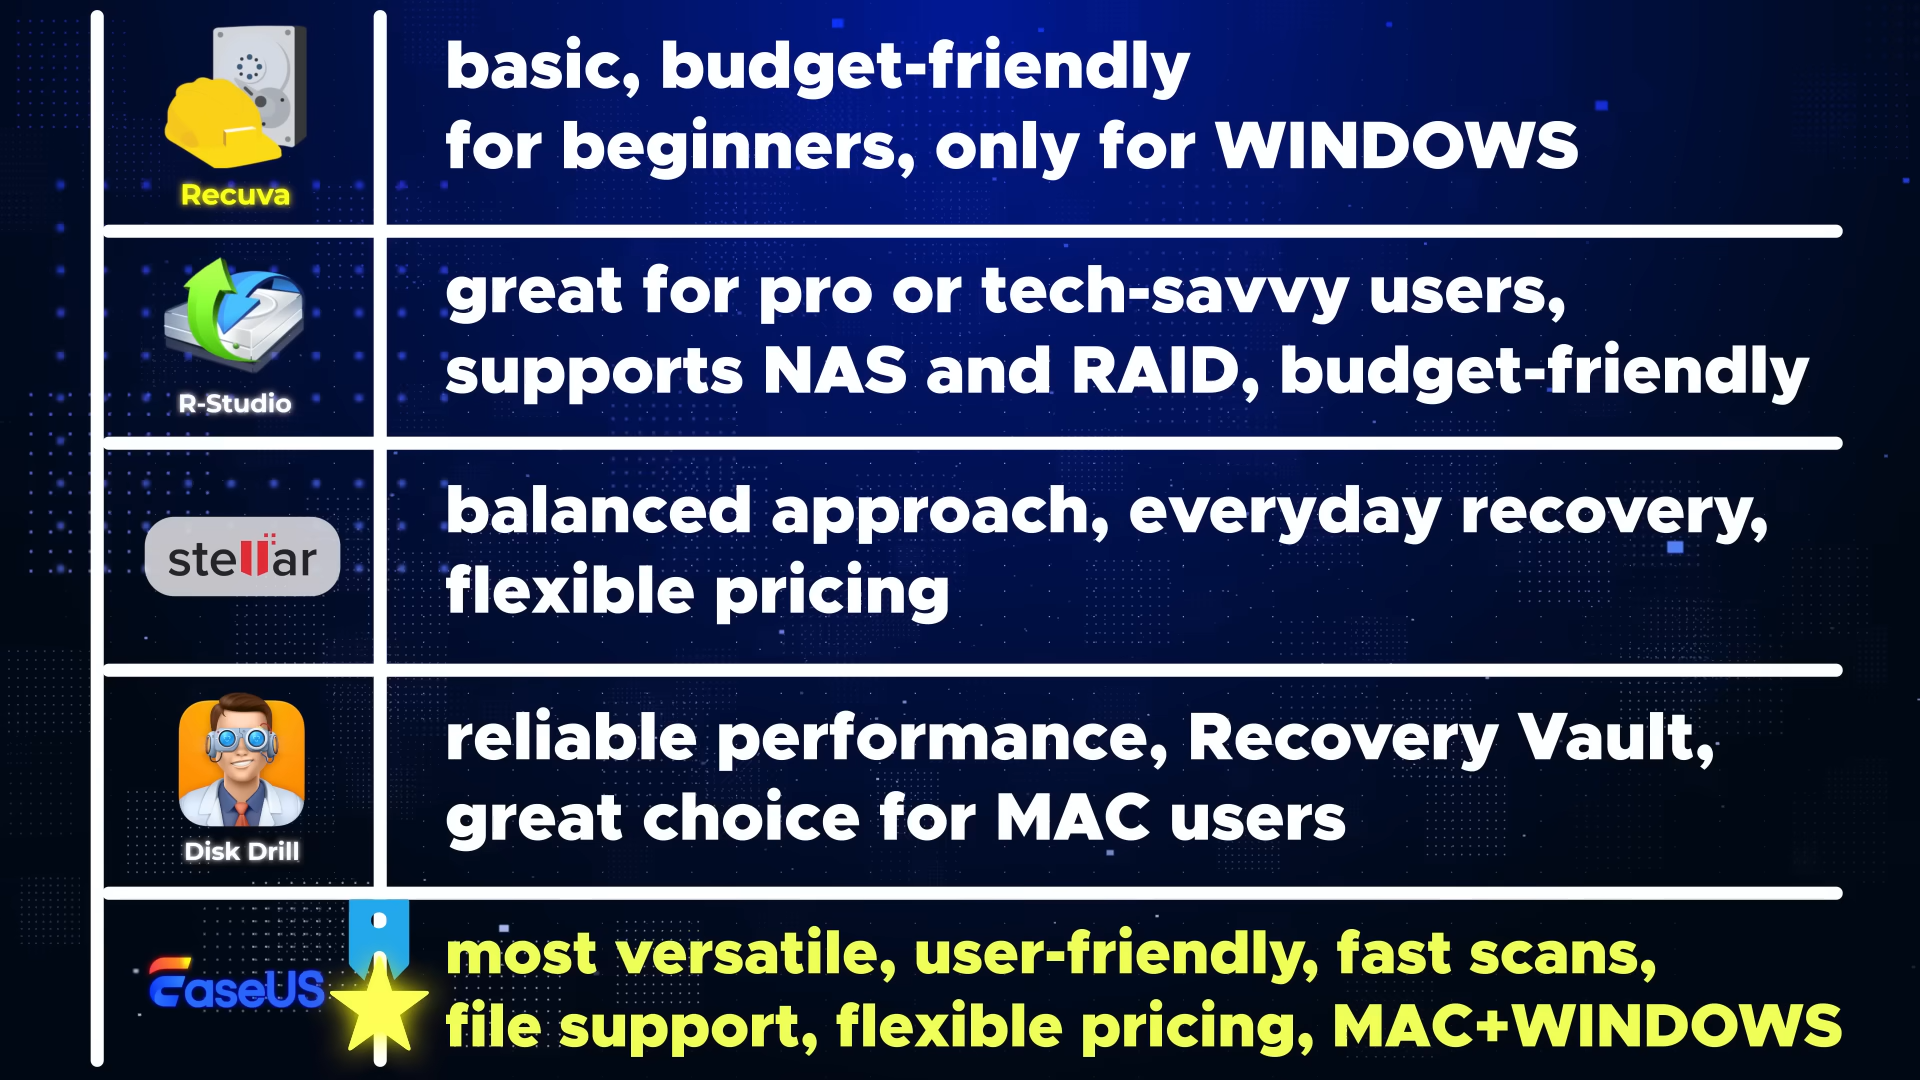 basic, budget-friendly
for beginners, only for WINDOWS
Recuva
great for pro or tech-savvy users,
supports NAS and RAID, budget-friendly
R-Studio
balanced approach, everyday recovery,
flexible pricing
stellar
reliable performance, Recovery Vault,
great choice for MAC users
Disk Drill
most versatile, user-friendly, fast scans,
file support, flexible pricing, MAC+WINDOWS
EaseUS